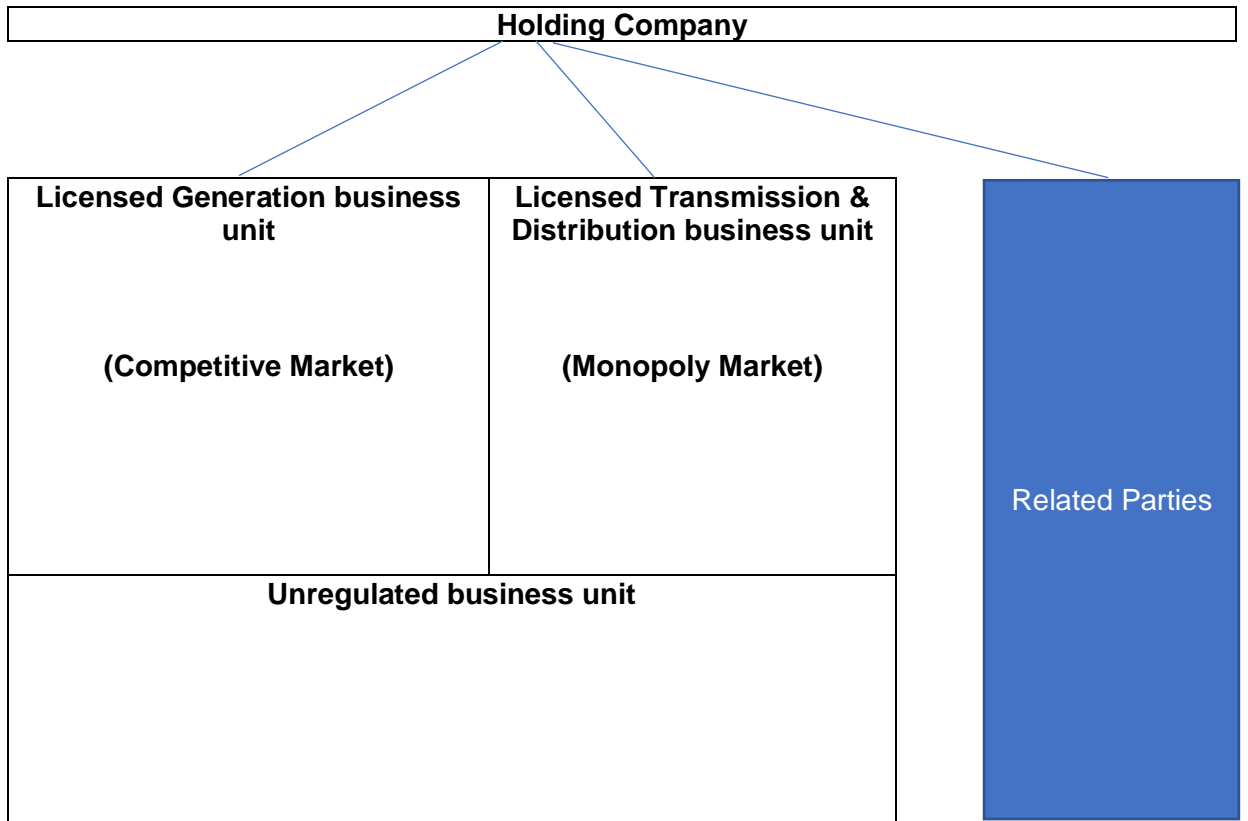 Holding Company
Licensed Generation business
unit
(Competitive Market)
Licensed Transmission &
Distribution business unit
(Monopoly Market)
Related Parties
Unregulated business unit